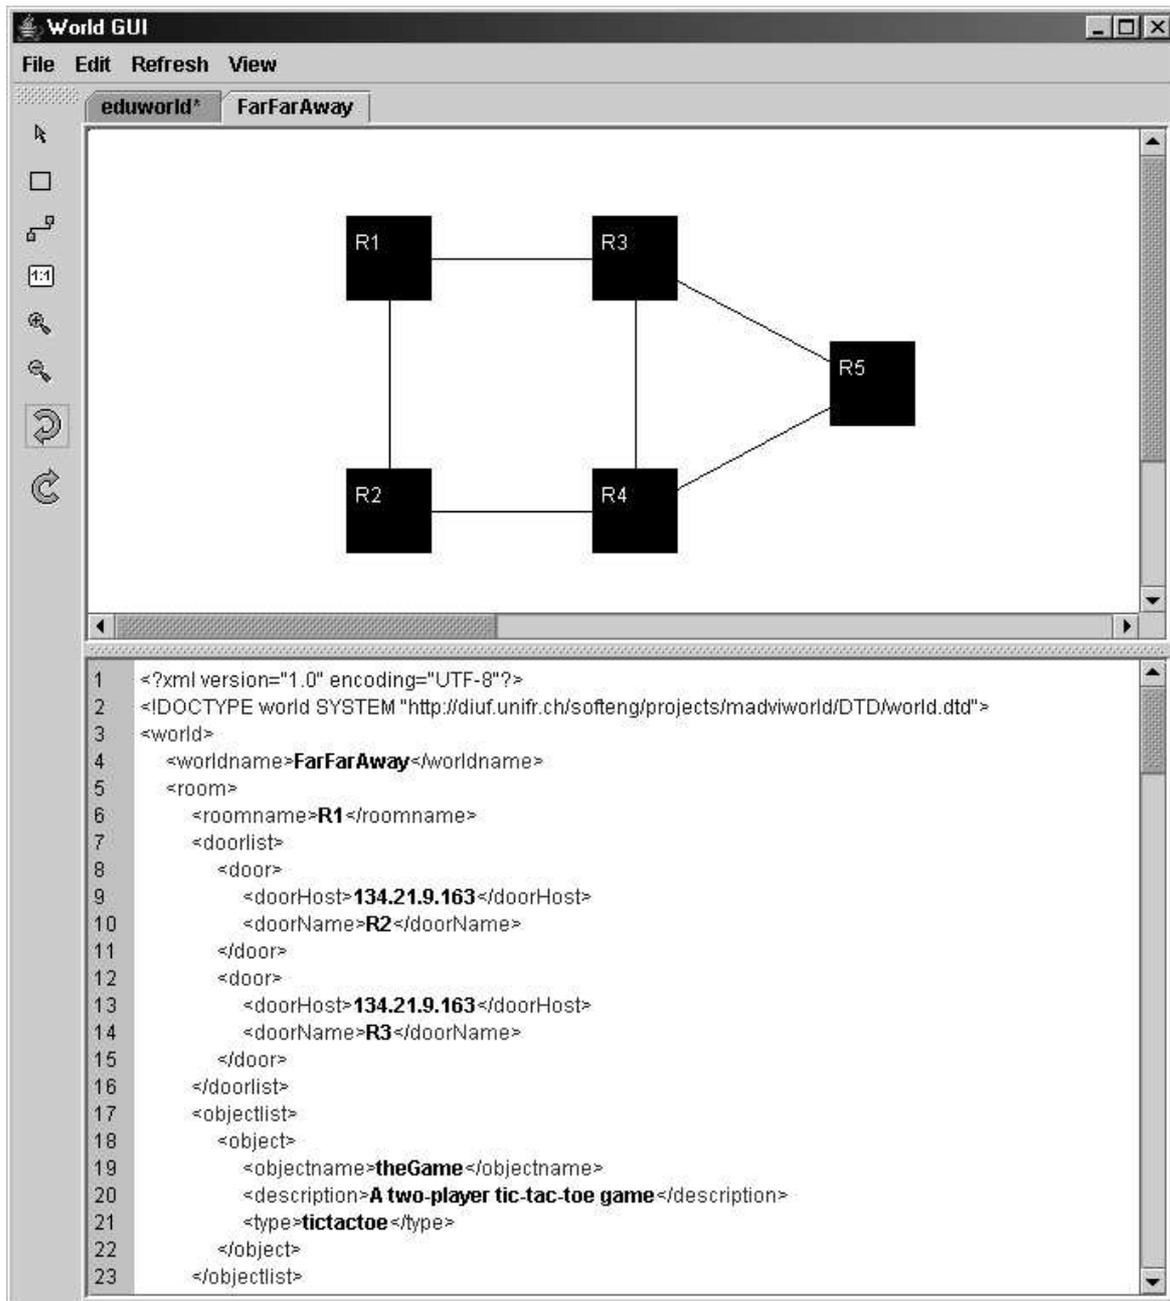 World GUI
File Edit Refresh View
eduworld* FarFarAway
1:1
R1 R3
R5
R2 R4
1 <?xml version="1.0" encoding="UTF-8"?>
2 <!DOCTYPE world SYSTEM "http://diuf.unifr.ch/softeng/projects/madviworld/DTD/world.dtd">
3 <world>
4 <worldname>FarFarAway</worldname>
5 <room>
6 <roomname>R1</roomname>
7 <doorlist>
8 <door>
9 <doorHost>134.21.9.163</doorHost>
10 <doorName>R2</doorName>
11 </door>
12 <door>
13 <doorHost>134.21.9.163</doorHost>
14 <doorName>R3</doorName>
15 </door>
16 </doorlist>
17 <objectlist>
18 <object>
19 <objectname>theGame</objectname>
20 <description>A two-player tic-tac-toe game</description>
21 <type>tictactoe</type>
22 </object>
23 </objectlist>